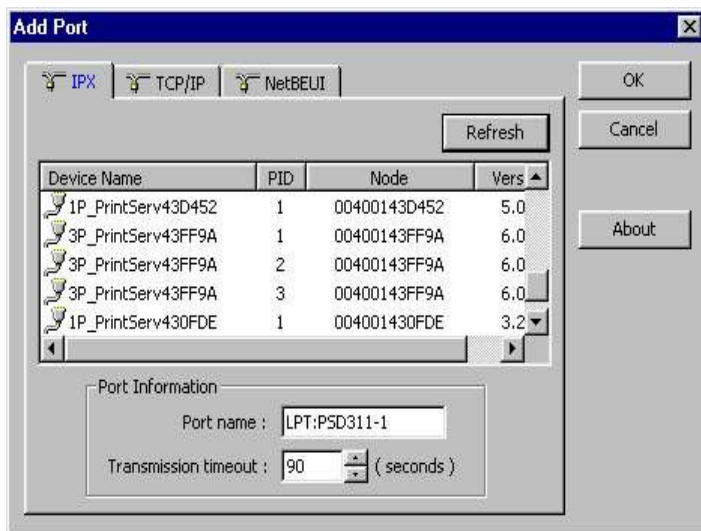 Add Port
IPX TCP/IP NetBEUI
OK
Cancel
About
Refresh
Device Name PID Node Vers
1P_PrintServ43D452 1 00400143D452 5.0
3P_PrintServ43FF9A 1 00400143FF9A 6.0
3P_PrintServ43FF9A 2 00400143FF9A 6.0
3P_PrintServ43FF9A 3 00400143FF9A 6.0
1P_PrintServ430FDE 1 004001430FDE 3.2
Port Information
Port name : LPT:PSD311-1
Transmission timeout : 90 ( seconds )